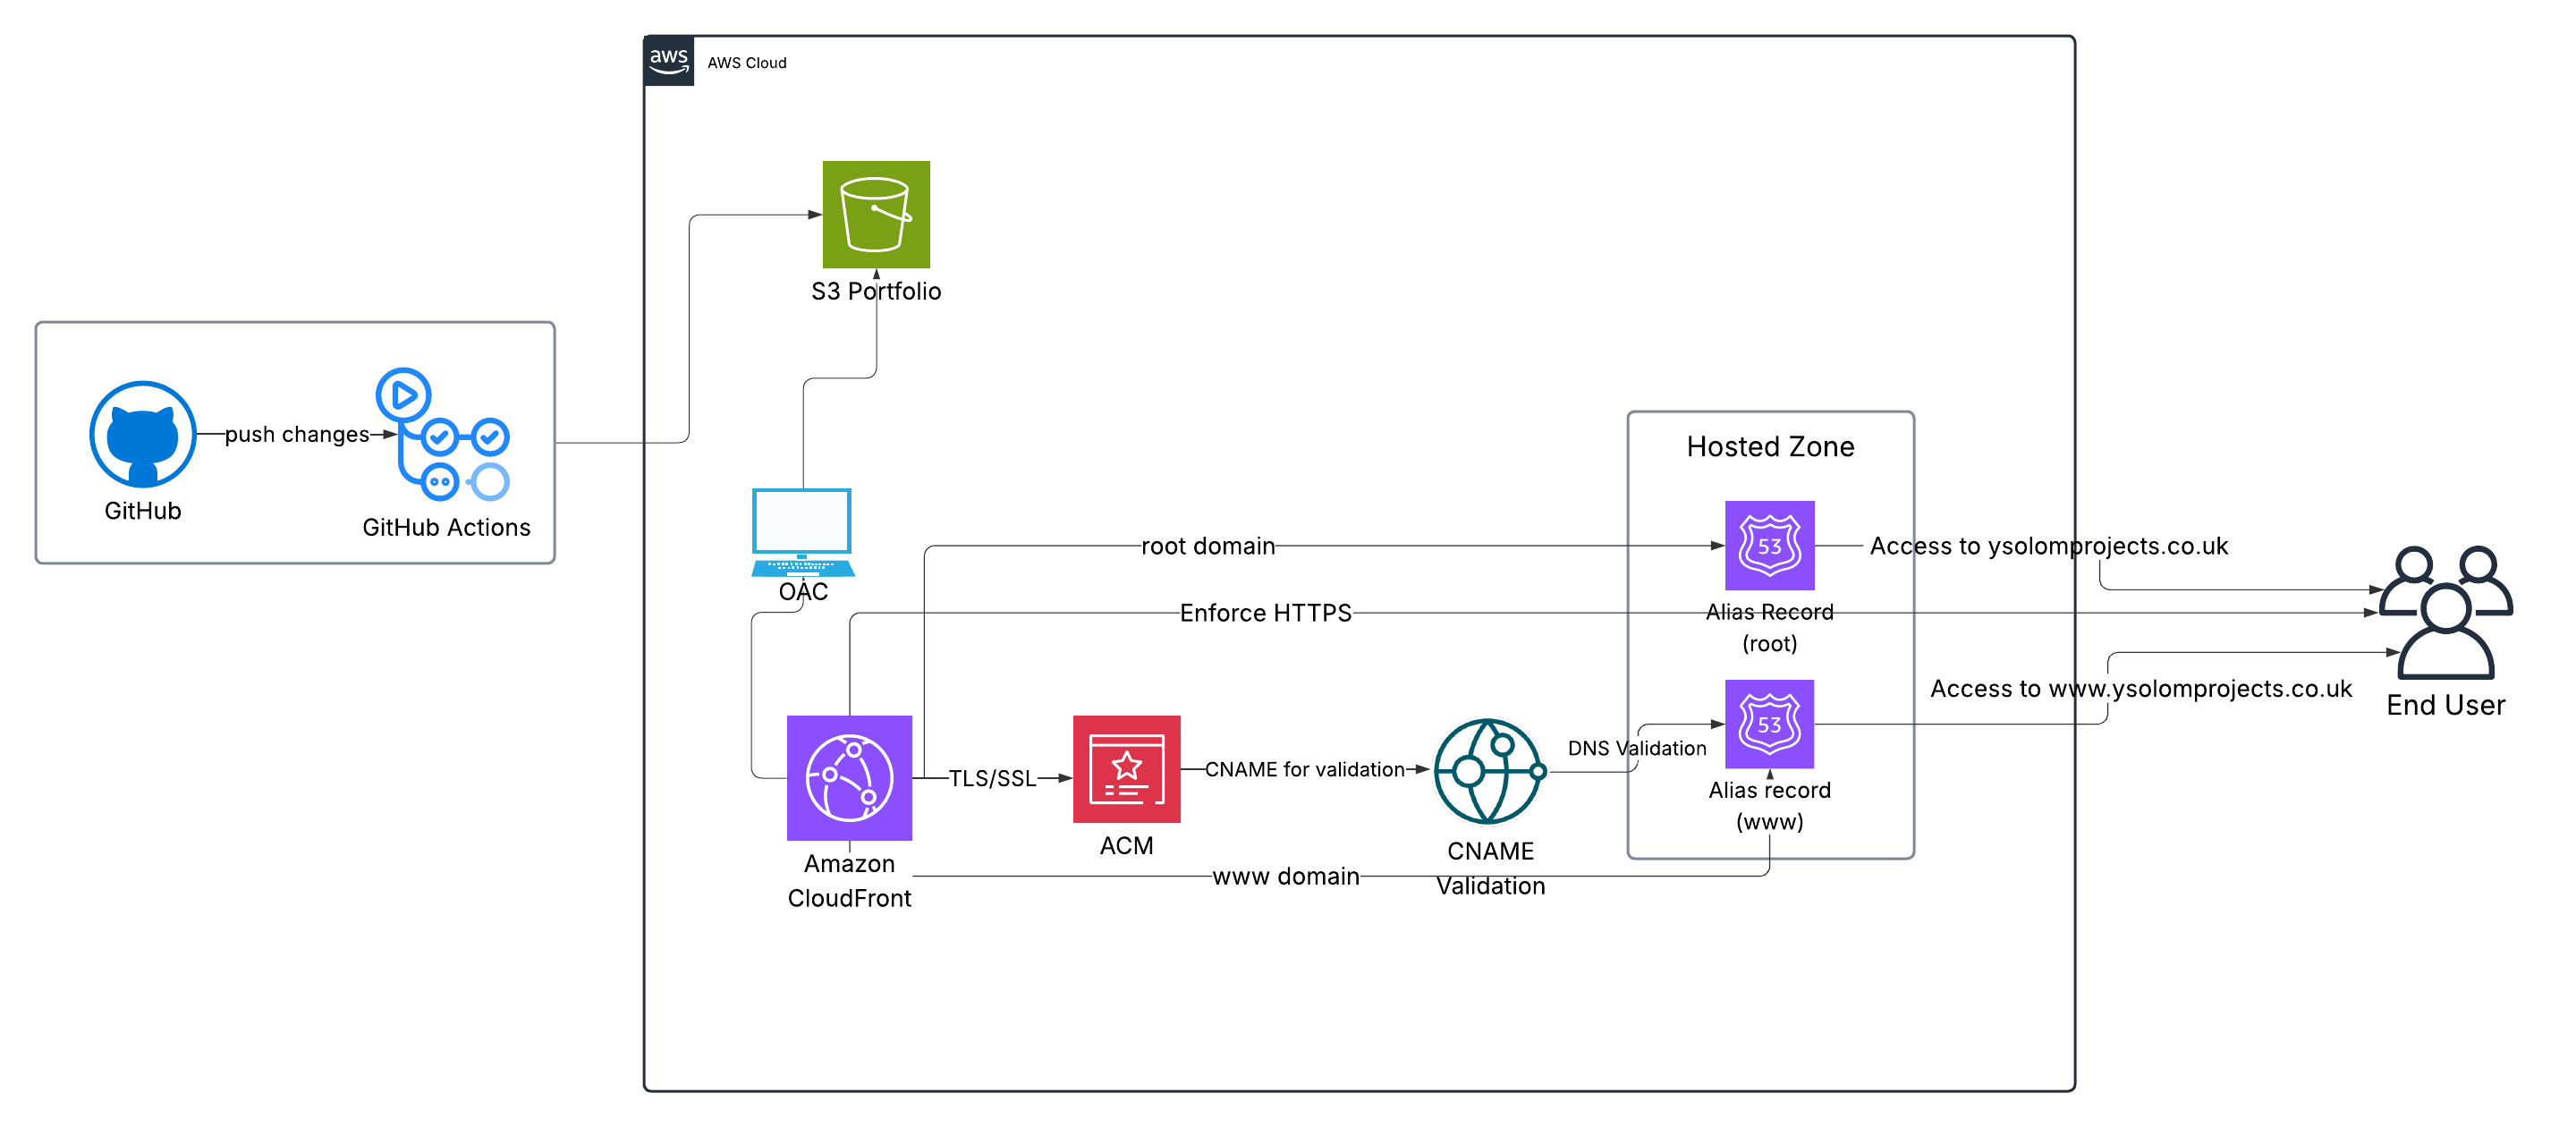 aws
AWS Cloud
S3 Portfolio
GitHub
push changes
GitHub Actions
OAC
Hosted Zone
53
root domain
Access to ysolomprojects.co.uk
Enforce HTTPS
Alias Record
(root)
53
Access to www.ysolomprojects.co.uk
End User
Amazon
CloudFront
TLS/SSL
ACM
CNAME for validation
CNAME
Validation
DNS Validation
Alias record
(www)
www domain